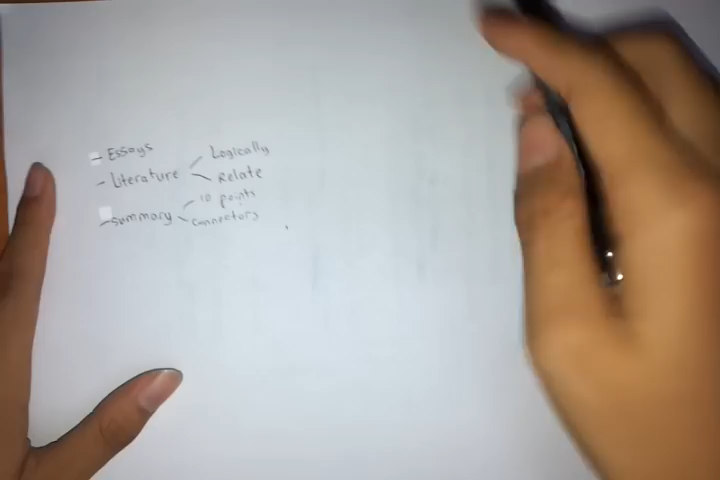 - Essays
- Literature
Logically
Relate
- Summary
10 points
connectors